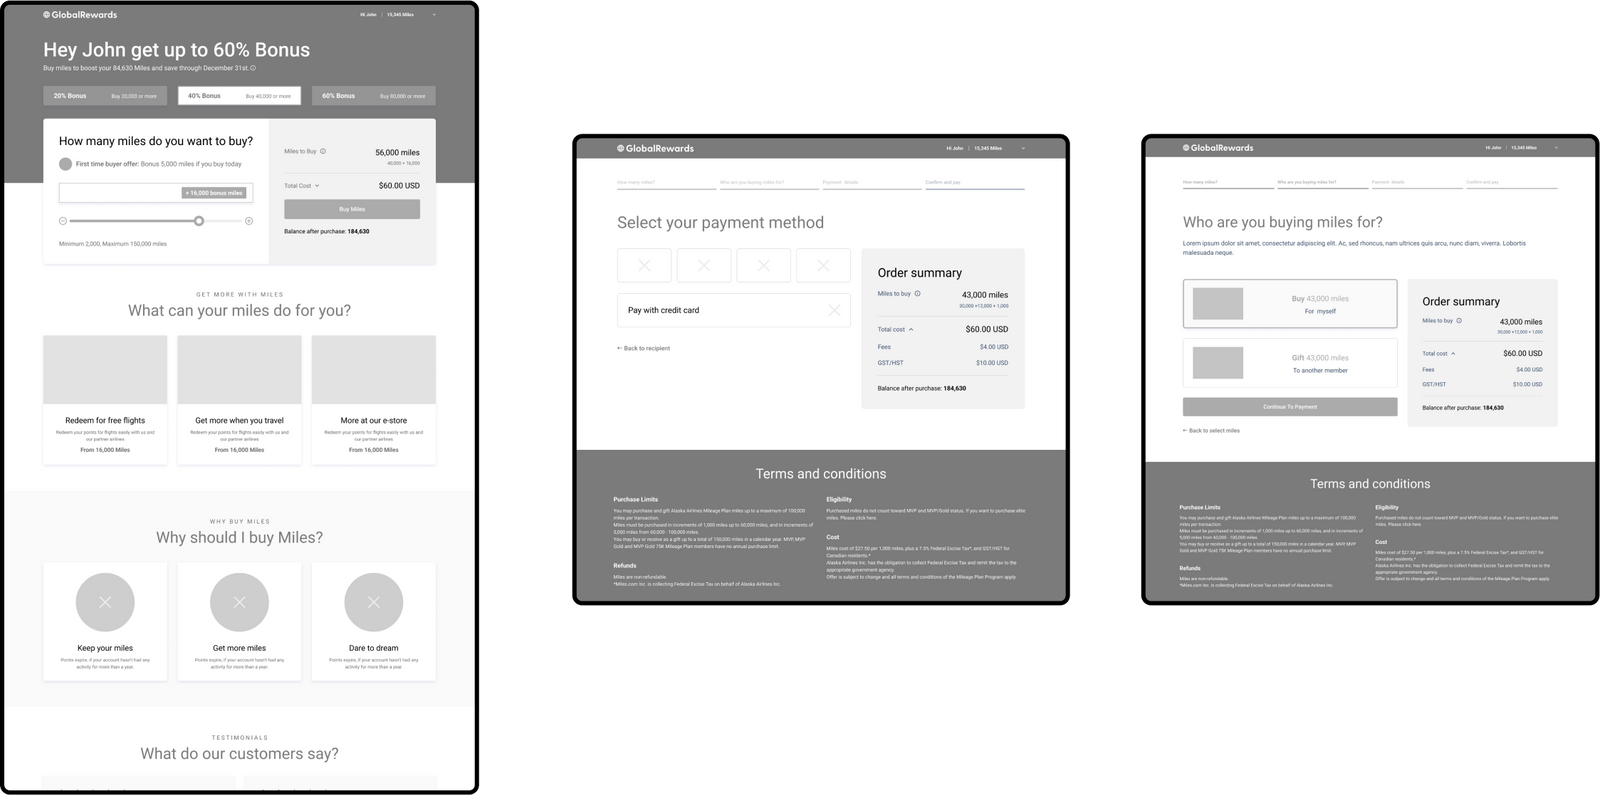 GlobalRewards
Hi John | 15,345 Miles
Hey John get up to 60% Bonus
Buy miles to boost your 84,630 Miles and save through December 31st.
20% Bonus Buy 20,000 or more
40% Bonus Buy 40,000 or more
60% Bonus Buy 80,000 or more
How many miles do you want to buy?
First time buyer offer: Bonus 5,000 miles if you buy today
+ 16,000 bonus miles
Minimum 2,000, Maximum 150,000 miles
Miles to Buy 56,000 miles
40,000 + 16,000
Total Cost $60.00 USD
Buy Miles
Balance after purchase: 184,630
GET MORE WITH MILES
What can your miles do for you?
Redeem for free flights
Redeem your points for flights easily with us and
our partner airlines
From 16,000 Miles
Get more when you travel
Redeem your points for flights easily with us and
our partner airlines
From 16,000 Miles
More at our e-store
Redeem your points for flights easily with us and
our partner airlines
From 16,000 Miles
WHY BUY MILES
Why should I buy Miles?
Keep your miles
Points expire, if your account hasn't had any
activity for more than a year.
Get more miles
Points expire, if your account hasn't had any
activity for more than a year.
Dare to dream
Points expire, if your account hasn't had any
activity for more than a year
TESTIMONIALS
What do our customers say?
GlobalRewards
Hi John | 15,345 Miles
How many miles?
Who are you buying miles for?
Payment details
Confirm and pay
Select your payment method
Pay with credit card
← Back to recipient
Order summary
Miles to buy 43,000 miles
30,000 +12,000 + 1,000
Total cost $60.00 USD
Fees $4.00 USD
GST/HST $10.00 USD
Balance after purchase: 184,630
Terms and conditions
Purchase Limits
You may purchase and gift Alaska Airlines Mileage Plan miles up to a maximum of 100,000
miles per transaction.
Miles must be purchased in increments of 1,000 miles up to 60,000 miles, and in increments of
5,000 miles from 60,000 - 100,000 miles.
You may buy or receive as a gift up to a total of 150,000 miles in a calendar year. MVP, MVP
Gold and MVP Gold 75K Mileage Plan members have no annual purchase limit.
Refunds
Miles are non-refundable.
*Miles.com Inc. is collecting Federal Excise Tax on behalf of Alaska Airlines Inc.
Eligibility
Purchased miles do not count toward MVP and MVP/Gold status. If you want to purchase elite
miles. Please click here.
Cost
Miles cost of $27.50 per 1,000 miles, plus a 7.5% Federal Excise Tax*, and GST/HST for
Canadian residents.*
Alaska Airlines Inc. has the obligation to collect Federal Excise Tax and remit the tax to the
appropriate government agency.
Offer is subject to change and all terms and conditions of the Mileage Plan Program apply.
GlobalRewards
Hi John | 15,345 Miles
How many miles?
Who are you buying miles for?
Payment details
Confirm and pay
Who are you buying miles for?
Lorem ipsum dolor sit amet, consectetur adipiscing elit. Ac, sed rhoncus, nam ultrices quis arcu, nunc diam, viverra. Lobortis
malesuada neque.
Buy 43,000 miles
For myself
Gift 43,000 miles
To another member
Continue To Payment
← Back to select miles
Order summary
Miles to buy 43,000 miles
30,000 +12,000 + 1,000
Total cost $60.00 USD
Fees $4.00 USD
GST/HST $10.00 USD
Balance after purchase: 184,630
Terms and conditions
Purchase Limits
You may purchase and gift Alaska Airlines Mileage Plan miles up to a maximum of 100,000
miles per transaction.
Miles must be purchased in increments of 1,000 miles up to 60,000 miles, and in increments of
5,000 miles from 60,000 - 100,000 miles.
You may buy or receive as a gift up to a total of 150,000 miles in a calendar year. MVP, MVP
Gold and MVP Gold 75K Mileage Plan members have no annual purchase limit.
Refunds
Miles are non-refundable.
*Miles.com Inc. is collecting Federal Excise Tax on behalf of Alaska Airlines Inc.
Eligibility
Purchased miles do not count toward MVP and MVP/Gold status. If you want to purchase elite
miles. Please click here.
Cost
Miles cost of $27.50 per 1,000 miles, plus a 7.5% Federal Excise Tax*, and GST/HST for
Canadian residents.*
Alaska Airlines Inc. has the obligation to collect Federal Excise Tax and remit the tax to the
appropriate government agency.
Offer is subject to change and all terms and conditions of the Mileage Plan Program apply.